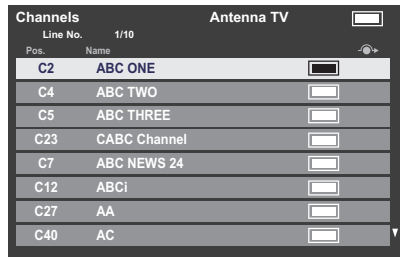 Channels Antenna TV
Line No. 1/10
Pos. Name
C2 ABC ONE
C4 ABC TWO
C5 ABC THREE
C23 CABC Channel
C7 ABC NEWS 24
C12 ABCi
C27 AA
C40 AC